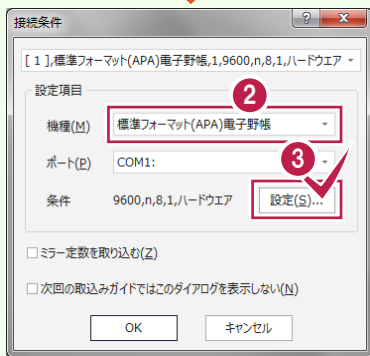 接続条件
[ 1 ],標準フォーマット(APA)電子野帳,1,9600,n,8,1,ハードウエア
設定項目
2
機種(M) 標準フォーマット(APA)電子野帳
3
ポート(P) COM1:
条件 9600,n,8,1,ハードウエア 設定(S)...
ミラー定数を取り込む(Z)
次回の取込みガイドではこのダイアログを表示しない(N)
OK キャンセル